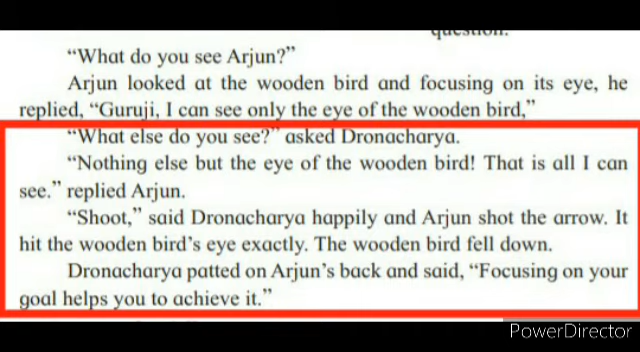 question.
“What do you see Arjun?”
Arjun looked at the wooden bird and focusing on its eye, he
replied, “Guruji, I can see only the eye of the wooden bird,”
“What else do you see?” asked Dronacharya.
“Nothing else but the eye of the wooden bird! That is all I can
see.” replied Arjun.
“Shoot,” said Dronacharya happily and Arjun shot the arrow. It
hit the wooden bird’s eye exactly. The wooden bird fell down.
Dronacharya patted on Arjun’s back and said, “Focusing on your
goal helps you to achieve it.”
PowerDirector